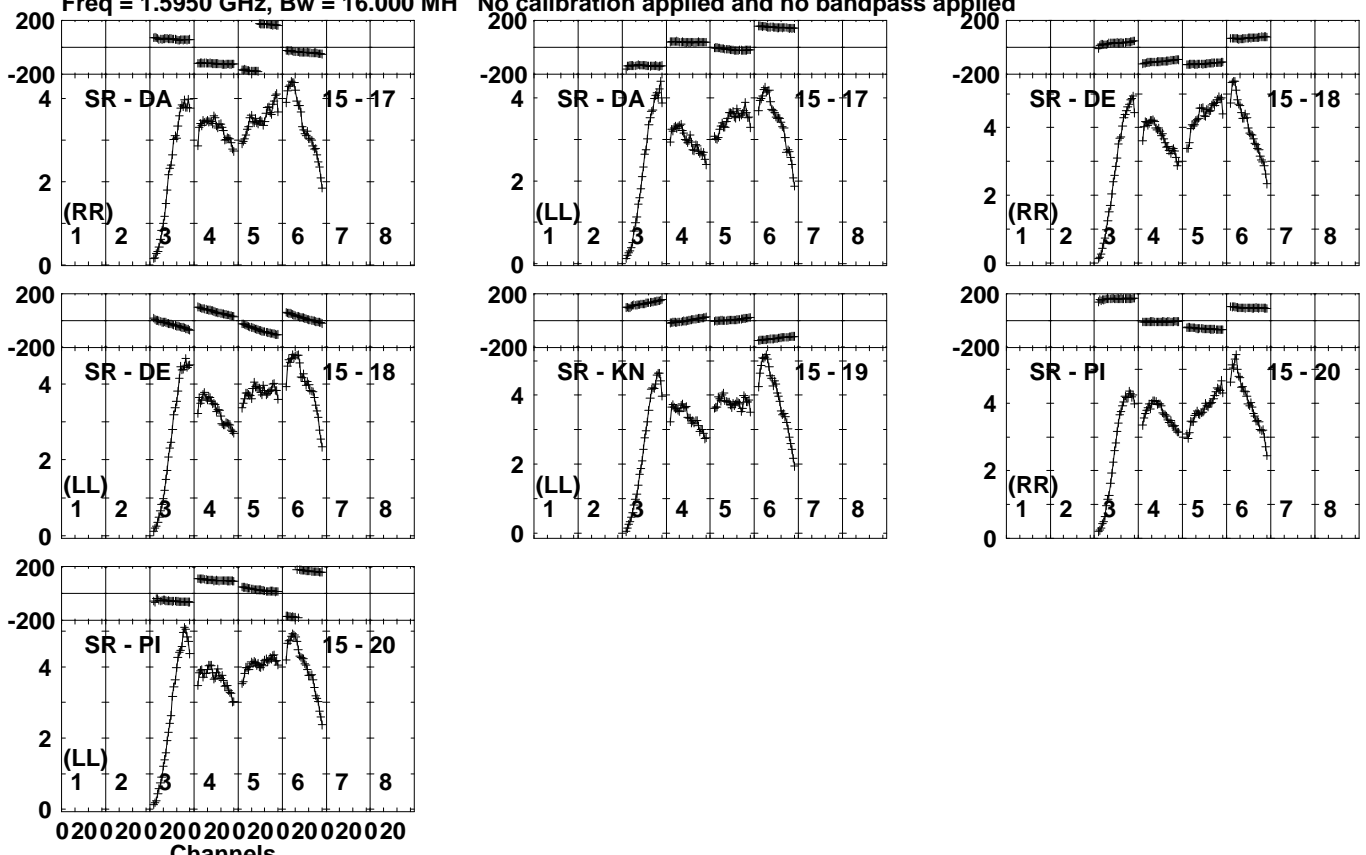 Freq = 1.5950 GHz, Bw = 16.000 MH No calibration applied and no bandpass applied
200 200 200
-200 -200 -200
SR - DA 15 - 17 SR - DA 15 - 17 SR - DE 15 - 18
4 4 4
2 2 2
(RR) (LL) (RR)
1 2 3 4 5 6 7 8 1 2 3 4 5 6 7 8 1 2 3 4 5 6 7 8
0 0 0
200 200 200
-200 -200 -200
SR - DE 15 - 18 SR - KN 15 - 19 SR - PI 15 - 20
4 4 4
2 2 2
(LL) (LL) (RR)
1 2 3 4 5 6 7 8 1 2 3 4 5 6 7 8 1 2 3 4 5 6 7 8
0 0 0
200
-200
SR - PI 15 - 20
4
2
(LL)
1 2 3 4 5 6 7 8
0
0 20 0 20 0 20 0 20 0 20 0 20 0 20 0 20
Channels